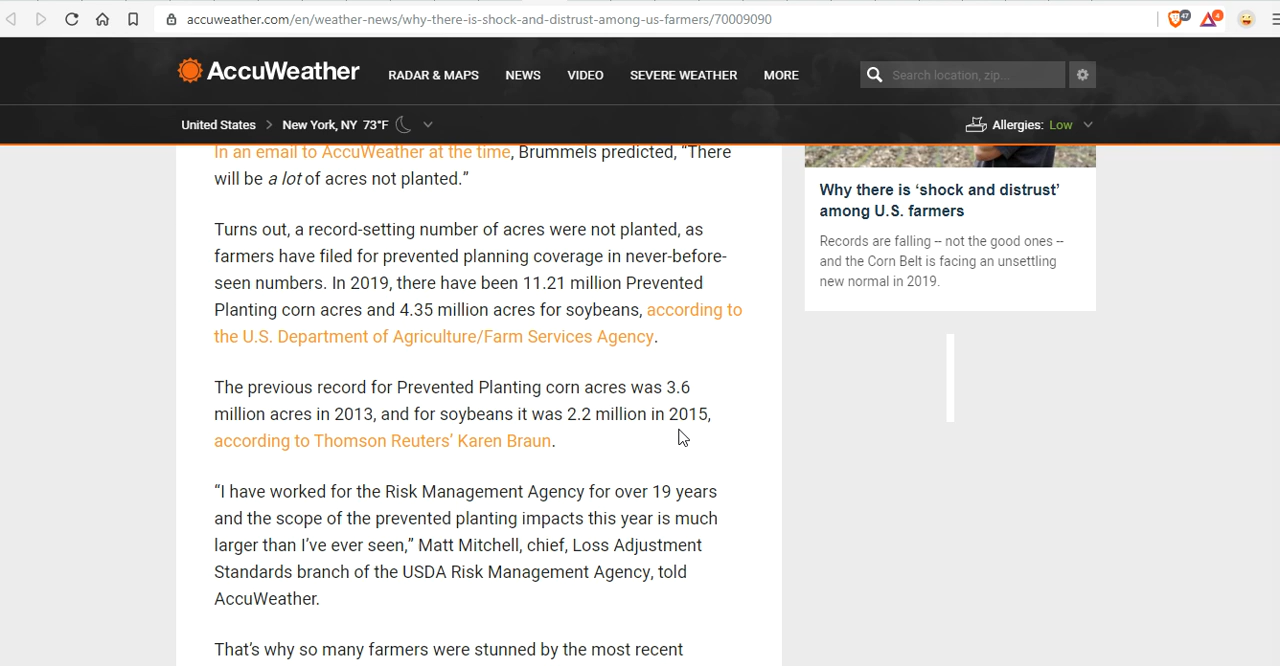 accuweather.com/en/weather-news/why-there-is-shock-and-distrust-among-us-farmers/70009090
47
4
AccuWeather
RADAR & MAPS
NEWS
VIDEO
SEVERE WEATHER
MORE
Search location, zip...
United States > New York, NY 73°F
Allergies: Low
In an email to AccuWeather at the time, Brummels predicted, “There
will be a lot of acres not planted.”
Turns out, a record-setting number of acres were not planted, as
farmers have filed for prevented planning coverage in never-before-
seen numbers. In 2019, there have been 11.21 million Prevented
Planting corn acres and 4.35 million acres for soybeans, according to
the U.S. Department of Agriculture/Farm Services Agency.
The previous record for Prevented Planting corn acres was 3.6
million acres in 2013, and for soybeans it was 2.2 million in 2015,
according to Thomson Reuters’ Karen Braun.
“I have worked for the Risk Management Agency for over 19 years
and the scope of the prevented planting impacts this year is much
larger than I’ve ever seen,” Matt Mitchell, chief, Loss Adjustment
Standards branch of the USDA Risk Management Agency, told
AccuWeather.
That’s why so many farmers were stunned by the most recent
Why there is ‘shock and distrust’
among U.S. farmers
Records are falling -- not the good ones --
and the Corn Belt is facing an unsettling
new normal in 2019.